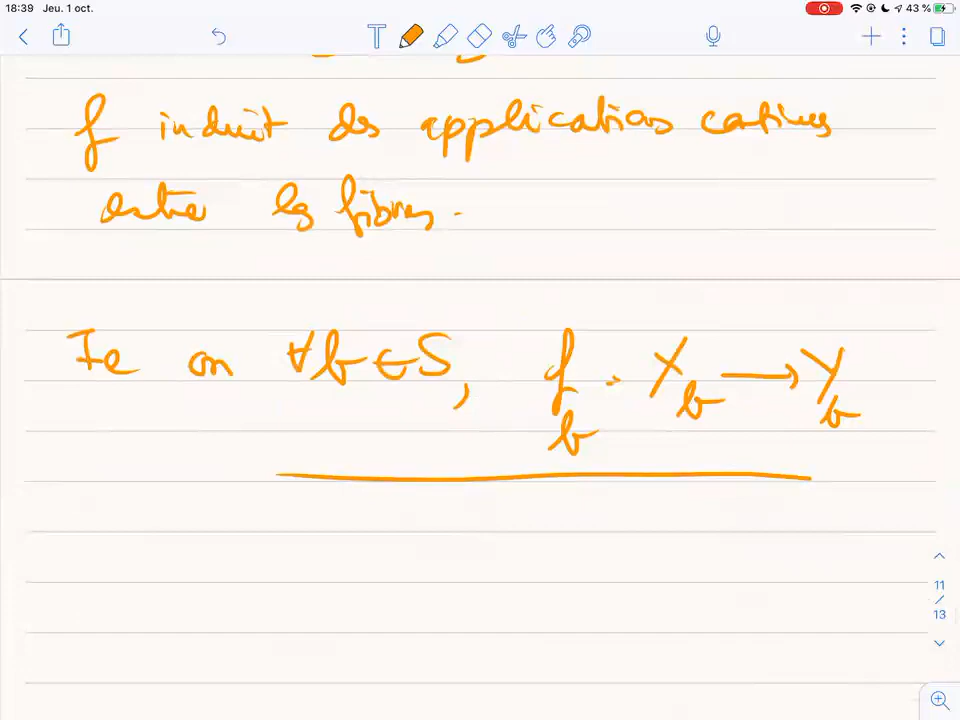 18:39 Jeu. 1 oct.
43 %
f induit des applications continues
entre les fibres.
Ie on ∀b∈S, f_b : X_b → Y_b
11
/
13